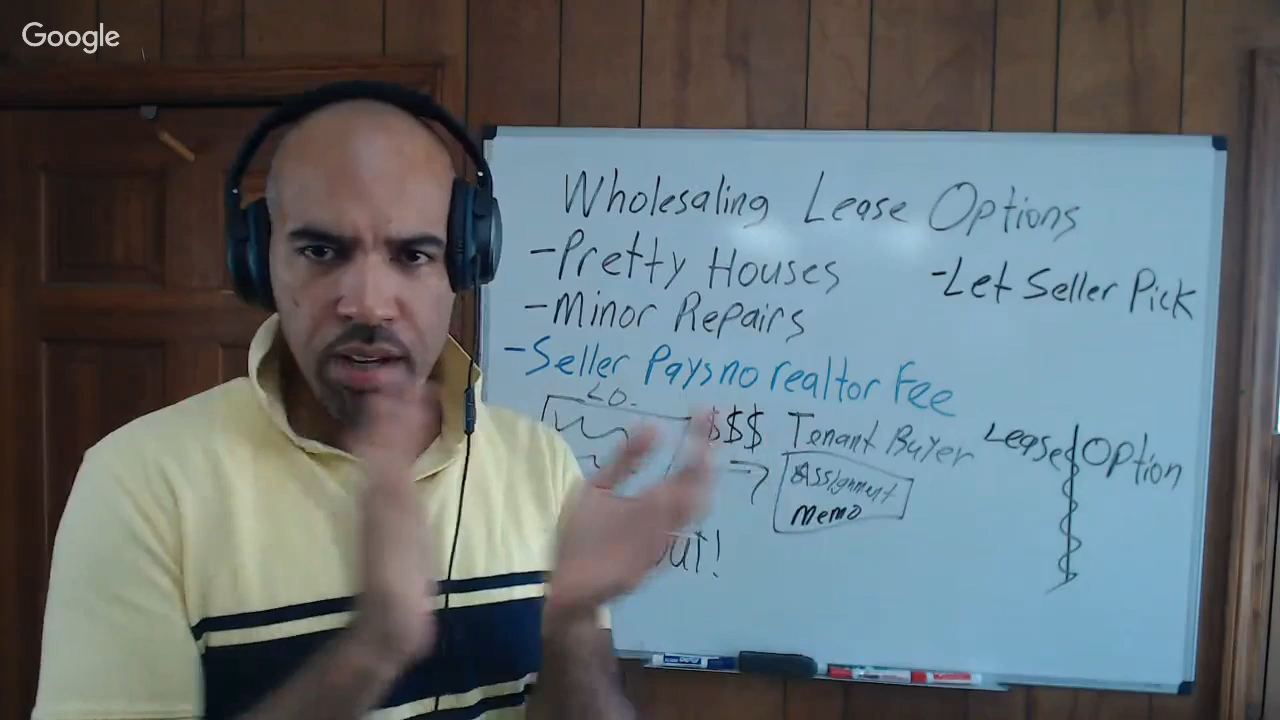 Google
Wholesaling Lease Options
-Pretty Houses
-Let Seller Pick
-Minor Repairs
-Seller Pays no realtor Fee
L.O.
$$$ Tenant Buyer
Lease Option
Assignment
Memo